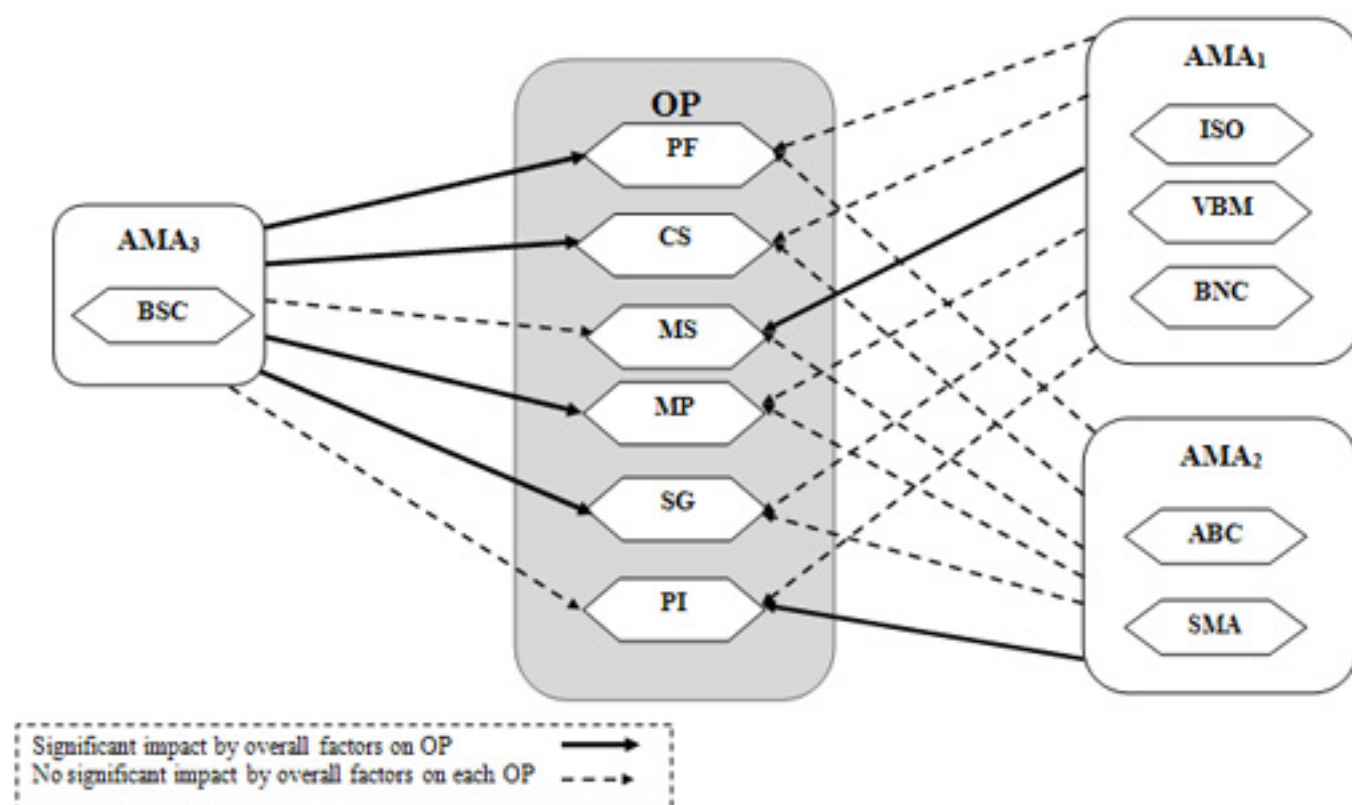 OP
PF
CS
MS
MP
SG
PI
AMA₃
BSC
AMA₁
ISO
VBM
BNC
AMA₂
ABC
SMA
Significant impact by overall factors on OP
No significant impact by overall factors on each OP